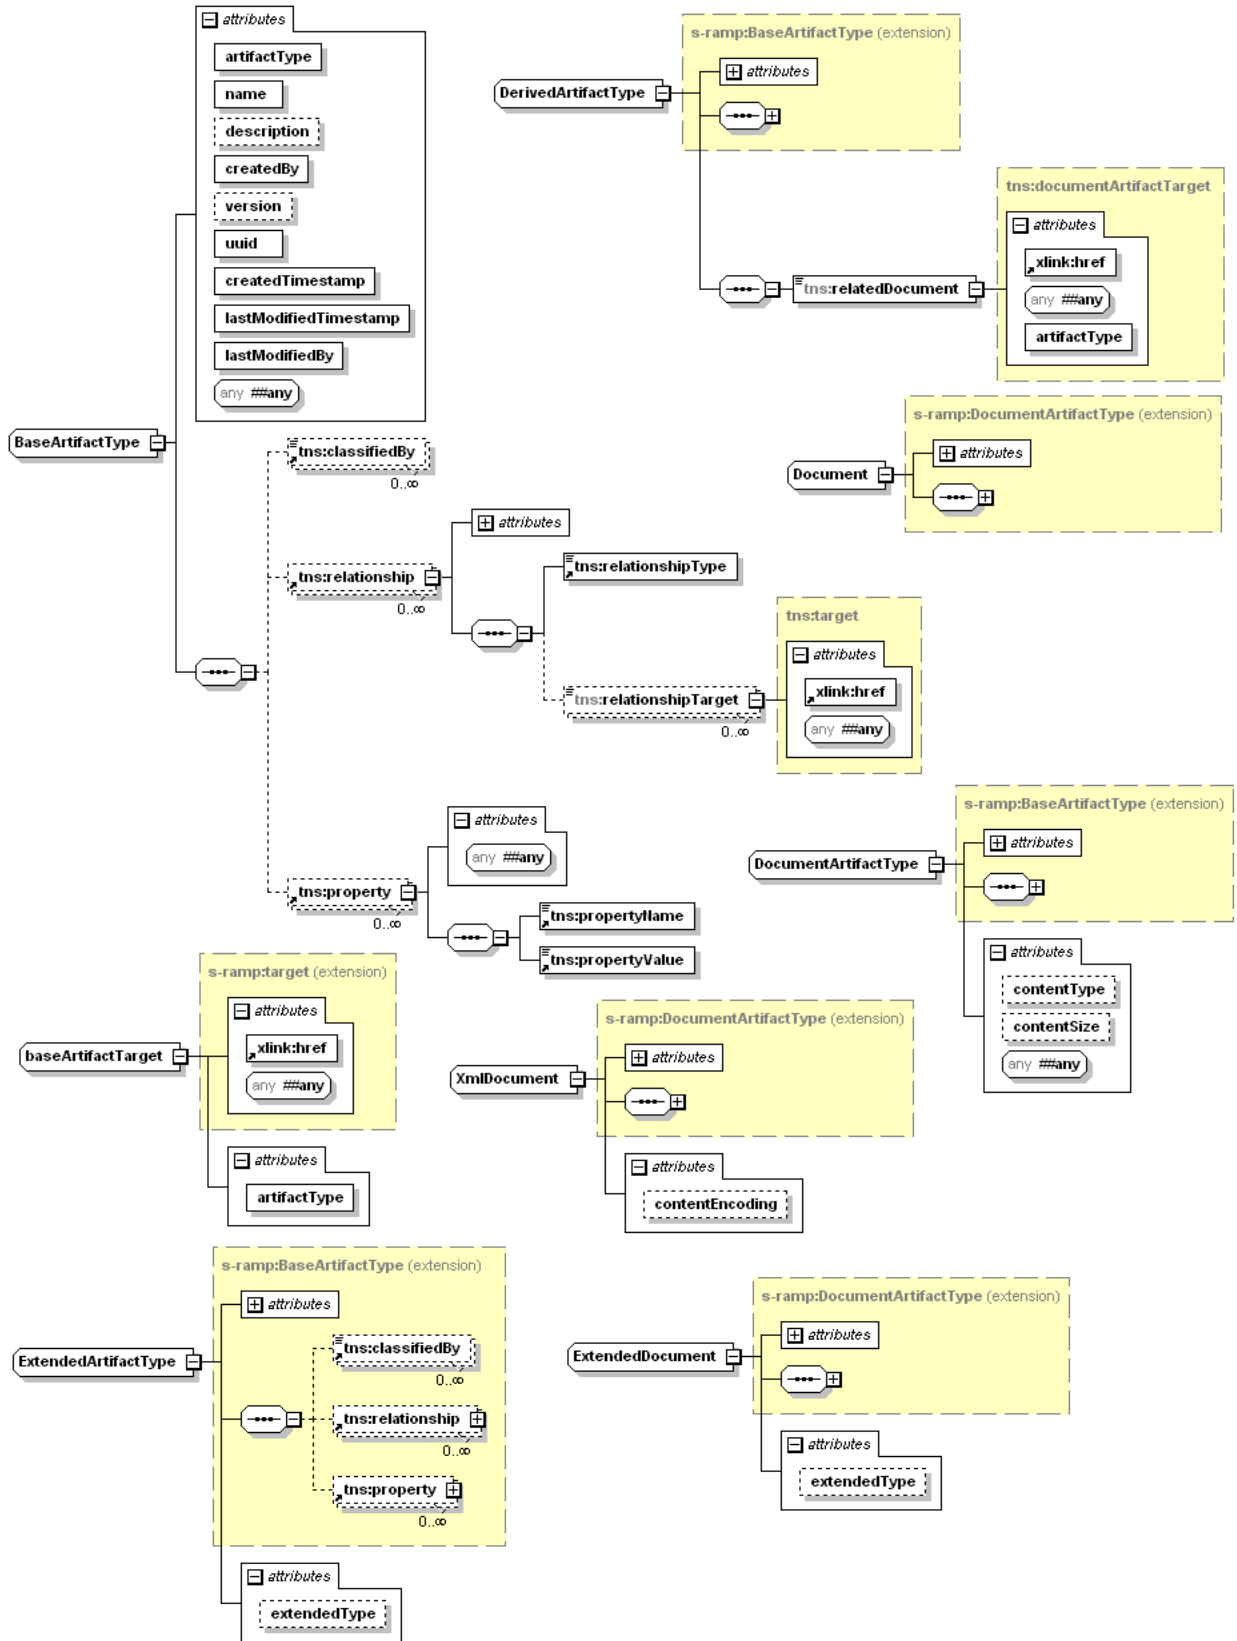 attributes
artifactType
name
description
createdBy
version
uuid
createdTimestamp
lastModifiedTimestamp
lastModifiedBy
any ##any
BaseArtifactType
tns:classifiedBy
0..∞
attributes
tns:relationship
0..∞
tns:relationshipType
tns:target
attributes
xlink:href
any ##any
tns:relationshipTarget
0..∞
attributes
any ##any
tns:property
0..∞
tns:propertyName
tns:propertyValue
s-ramp:BaseArtifactType (extension)
attributes
DerivedArtifactType
tns:documentArtifactTarget
attributes
xlink:href
any ##any
artifactType
tns:relatedDocument
s-ramp:DocumentArtifactType (extension)
attributes
Document
s-ramp:BaseArtifactType (extension)
attributes
DocumentArtifactType
attributes
contentType
contentSize
any ##any
s-ramp:target (extension)
attributes
xlink:href
any ##any
baseArtifactTarget
attributes
artifactType
s-ramp:DocumentArtifactType (extension)
attributes
XmlDocument
attributes
contentEncoding
s-ramp:BaseArtifactType (extension)
attributes
ExtendedArtifactType
tns:classifiedBy
0..∞
tns:relationship
0..∞
tns:property
0..∞
attributes
extendedType
s-ramp:DocumentArtifactType (extension)
attributes
ExtendedDocument
attributes
extendedType